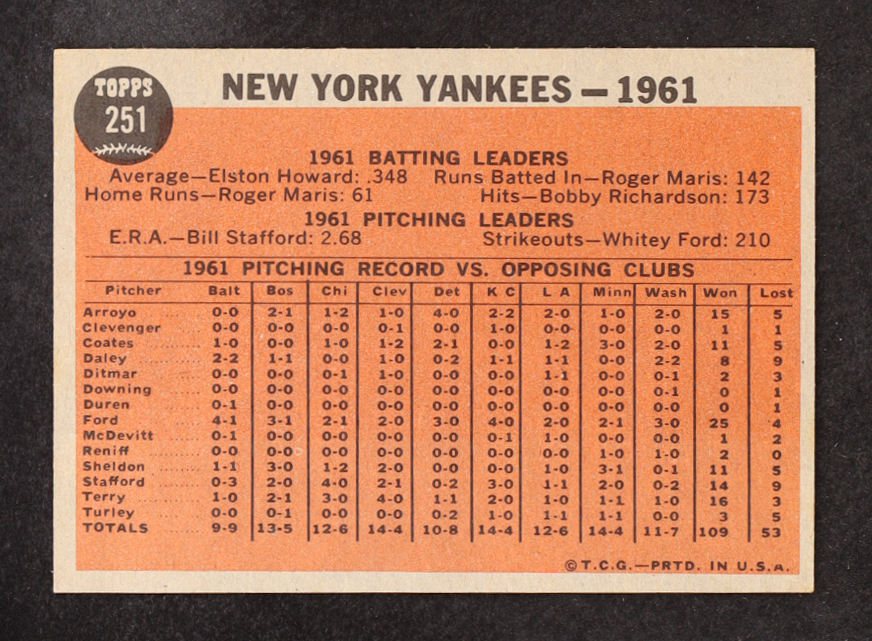 TOPPS
251
NEW YORK YANKEES — 1961
1961 BATTING LEADERS
Average—Elston Howard: .348 Runs Batted In—Roger Maris: 142
Home Runs—Roger Maris: 61 Hits—Bobby Richardson: 173
1961 PITCHING LEADERS
E.R.A.—Bill Stafford: 2.68 Strikeouts—Whitey Ford: 210
1961 PITCHING RECORD VS. OPPOSING CLUBS
Pitcher Balt Bos Chi Clev Det K C L A Minn Wash Won Lost
Arroyo 0-0 2-1 1-2 1-0 4-0 2-2 2-0 1-0 2-0 15 5
Clevenger 0-0 0-0 0-0 0-1 0-0 1-0 0-0 0-0 0-0 1 1
Coates 1-0 0-0 1-0 1-2 2-1 0-0 1-2 3-0 2-0 11 5
Daley 2-2 1-1 0-0 1-0 0-2 1-1 1-1 0-0 2-2 8 9
Ditmar 0-0 0-0 0-1 1-0 0-0 0-0 1-1 0-0 0-1 2 3
Downing 0-0 0-0 0-0 0-0 0-0 0-0 0-0 0-0 0-1 0 1
Duren 0-1 0-0 0-0 0-0 0-0 0-0 0-0 0-0 0-0 0 1
Ford 4-1 3-1 2-1 2-0 3-0 4-0 2-0 2-1 3-0 25 4
McDevitt 0-1 0-0 0-0 0-0 0-0 0-1 1-0 0-0 0-0 1 2
Reniff 0-0 0-0 0-0 0-0 0-0 0-0 0-0 1-0 1-0 2 0
Sheldon 1-1 3-0 1-2 2-0 0-0 0-0 1-0 3-1 0-1 11 5
Stafford 0-3 2-0 4-0 2-1 0-2 3-0 1-1 2-0 0-2 14 9
Terry 1-0 2-1 3-0 4-0 1-1 2-0 1-0 1-1 1-0 16 3
Turley 0-0 0-1 0-0 0-0 0-2 1-0 1-1 1-1 0-0 3 5
TOTALS 9-9 13-5 12-6 14-4 10-8 14-4 12-6 14-4 11-7 109 53
©T.C.G.—PRTD. IN U.S.A.